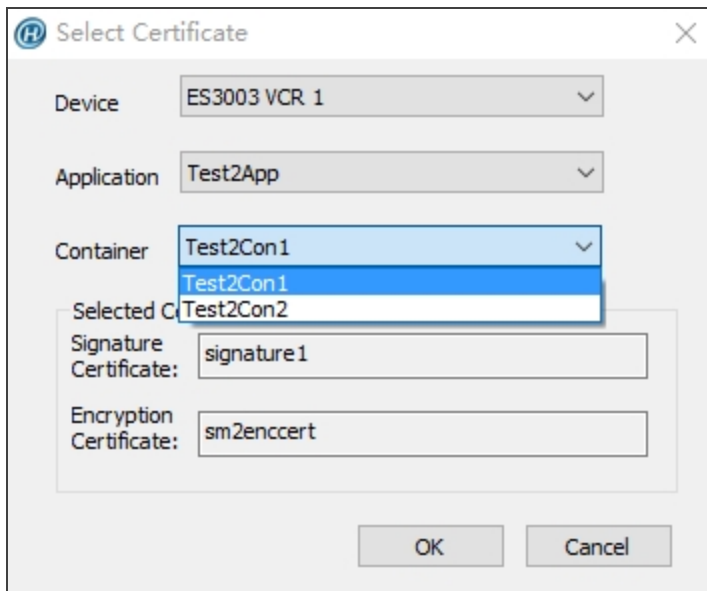 Select Certificate
Device
ES3003 VCR 1
Application
Test2App
Container
Test2Con1
Test2Con1
Test2Con2
Selected C
Signature
Certificate:
signature1
Encryption
Certificate:
sm2enccert
OK
Cancel